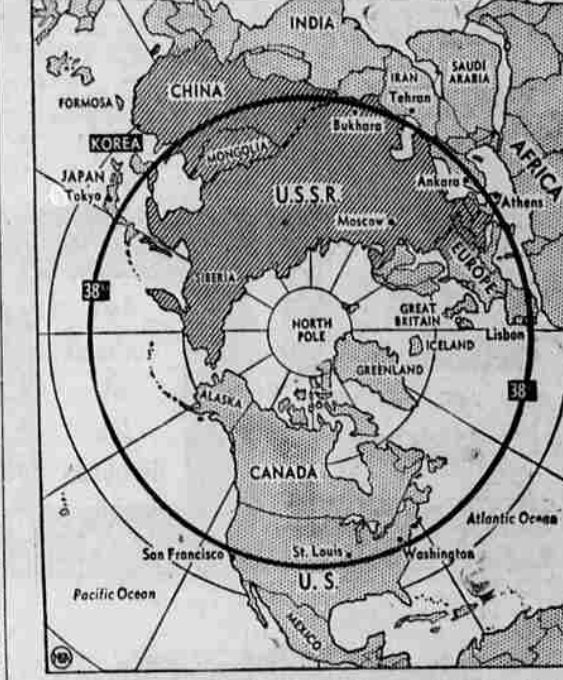 INDIA
SAUDI
ARABIA
IRAN
Tehran
CHINA
FORMOSA
Bukhara
KOREA
MONGOLIA
AFRICA
JAPAN
Tokyo
U.S.S.R.
Ankara
Athens
Moscow
EUROPE
SIBERIA
38°
GREAT
BRITAIN
NORTH
POLE
Lisbon
ICELAND
GREENLAND
38
ALASKA
CANADA
Atlantic Ocean
San Francisco
St. Louis
Washington
U. S.
Pacific Ocean
MEXICO
NEA